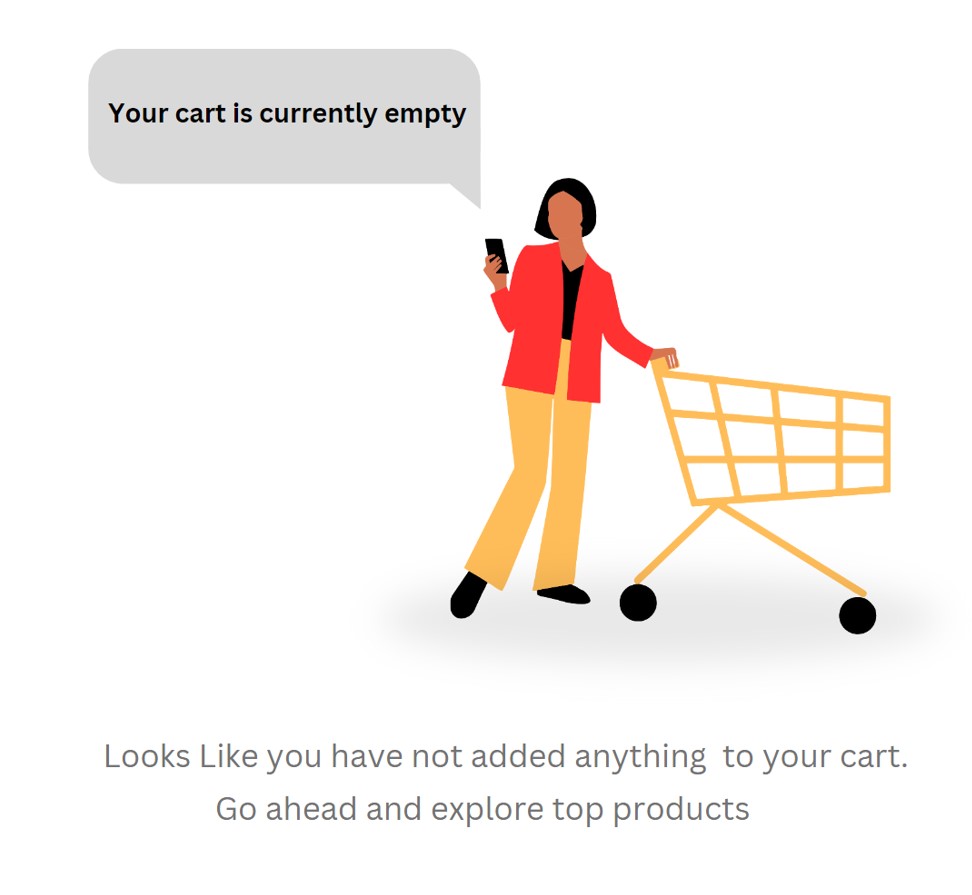 Your cart is currently empty
Looks Like you have not added anything  to your cart.
Go ahead and explore top products